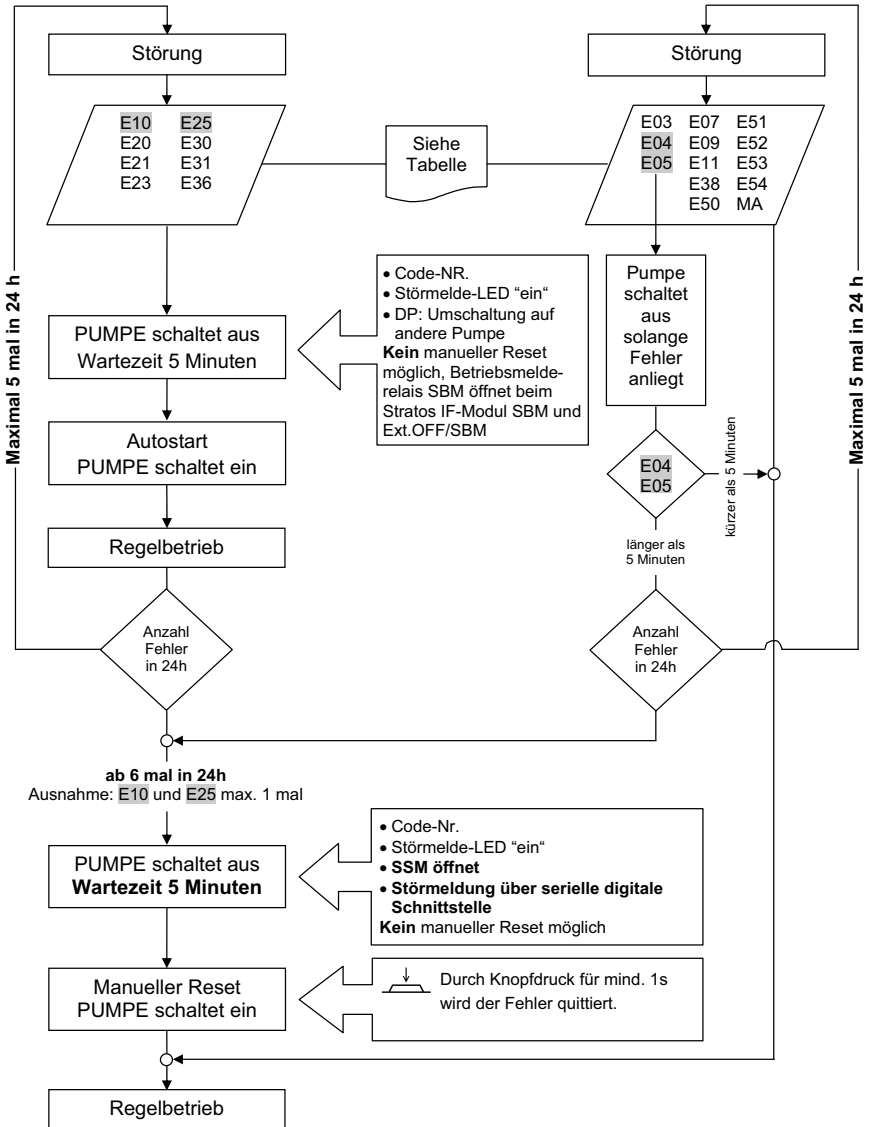 Störung
E10 E25
E20 E30
E21 E31
E23 E36
Siehe
Tabelle
Störung
E03 E07 E51
E04 E09 E52
E05 E11 E53
E38 E54
E50 MA
Maximal 5 mal in 24 h
PUMPE schaltet aus
Wartezeit 5 Minuten
• Code-NR.
• Störmelde-LED “ein“
• DP: Umschaltung auf
andere Pumpe
Kein manueller Reset
möglich, Betriebsmelde-
relais SBM öffnet beim
Stratos IF-Modul SBM und
Ext.OFF/SBM
Pumpe
schaltet
aus
solange
Fehler
anliegt
Maximal 5 mal in 24 h
Autostart
PUMPE schaltet ein
E04
E05
kürzer als 5 Minuten
länger als
5 Minuten
Regelbetrieb
Anzahl
Fehler
in 24h
Anzahl
Fehler
in 24h
ab 6 mal in 24h
Ausnahme: E10 und E25 max. 1 mal
PUMPE schaltet aus
Wartezeit 5 Minuten
• Code-Nr.
• Störmelde-LED “ein“
• SSM öffnet
• Störmeldung über serielle digitale
Schnittstelle
Kein manueller Reset möglich
Manueller Reset
PUMPE schaltet ein
Durch Knopfdruck für mind. 1s
wird der Fehler quittiert.
Regelbetrieb